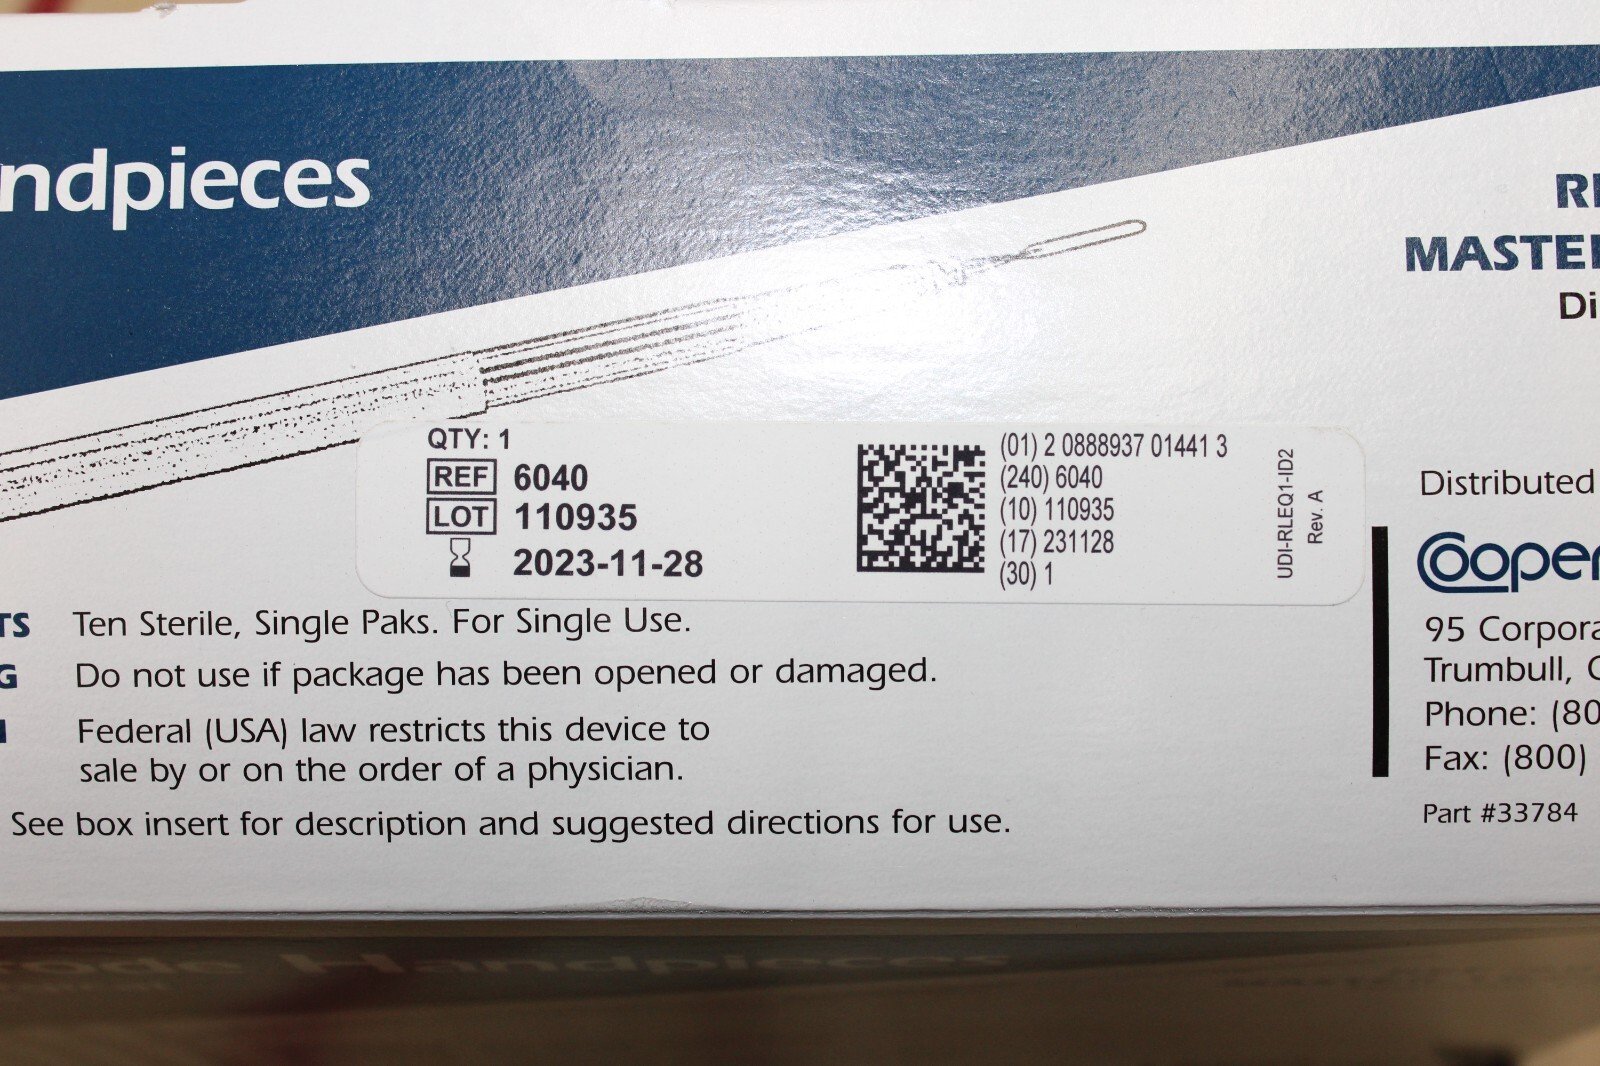 ndpieces
RE
MASTER
Di
QTY: 1
REF 6040
LOT 110935
2023-11-28
(01) 2 0888937 01441 3
(240) 6040
(10) 110935
(17) 231128
(30) 1
UDI-RLEQ1-ID2
Rev. A
TS Ten Sterile, Single Paks. For Single Use.
G Do not use if package has been opened or damaged.
Federal (USA) law restricts this device to
sale by or on the order of a physician.
See box insert for description and suggested directions for use.
Distributed
Cooper
95 Corpora
Trumbull, C
Phone: (80
Fax: (800)
Part #33784
ode Handpieces